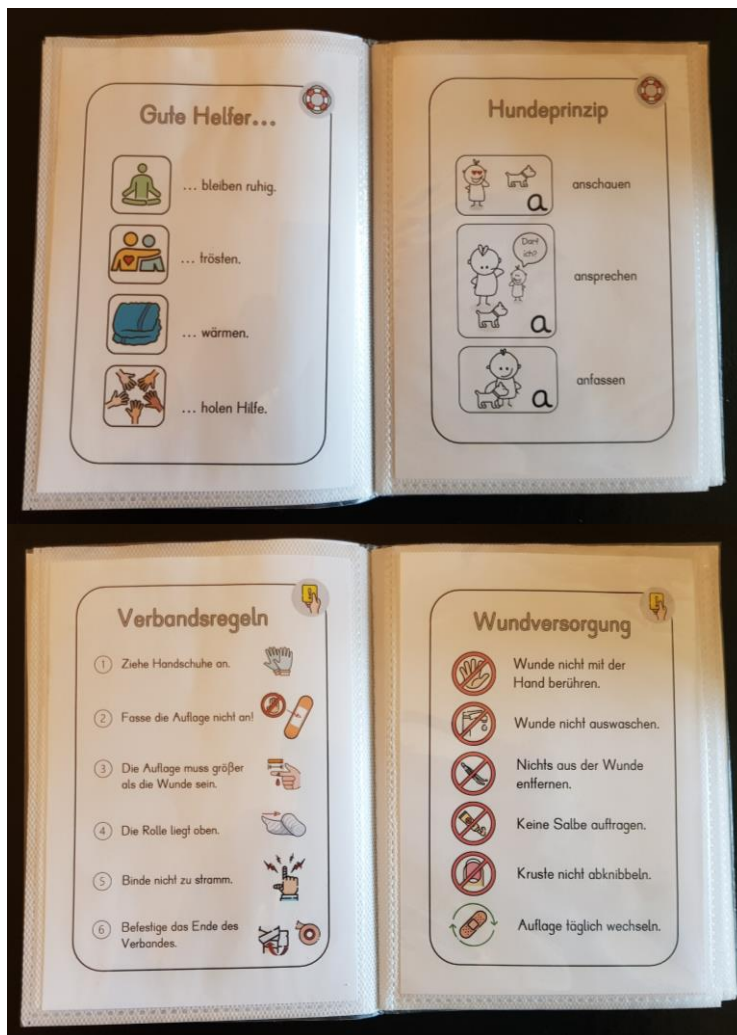 Gute Helfer...
... bleiben ruhig.
... trösten.
... wärmen.
... holen Hilfe.
Hundeprinzip
a
anschauen
Darf
ich?
a
ansprechen
a
anfassen
Verbandsregeln
1 Ziehe Handschuhe an.
2 Fasse die Auflage nicht an!
3 Die Auflage muss größer
als die Wunde sein.
4 Die Rolle liegt oben.
5 Binde nicht zu stramm.
6 Befestige das Ende des
Verbandes.
Wundversorgung
Wunde nicht mit der
Hand berühren.
Wunde nicht auswaschen.
Nichts aus der Wunde
entfernen.
Keine Salbe auftragen.
Kruste nicht abknibbeln.
Auflage täglich wechseln.